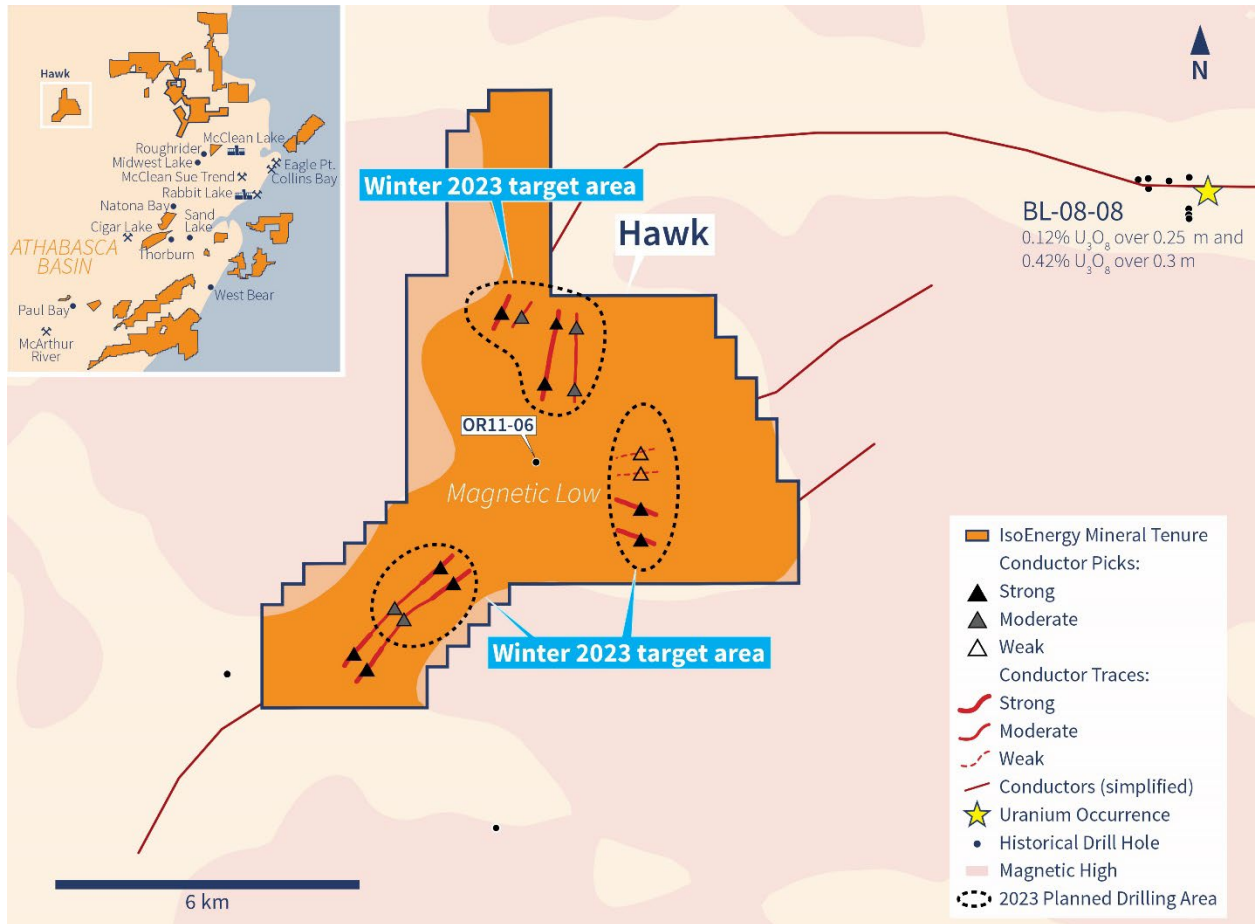 Hawk
McClean Lake
Roughrider
Midwest Lake
Eagle Pt.
Collins Bay
McClean Sue Trend
Rabbit Lake
Natona Bay
Sand
Lake
Cigar Lake
Thorburn
ATHABASCA
BASIN
West Bear
Paul Bay
McArthur
River
N
Winter 2023 target area
Hawk
BL-08-08
0.12% U₃O₈ over 0.25 m and
0.42% U₃O₈ over 0.3 m
OR11-06
Magnetic Low
Winter 2023 target area
IsoEnergy Mineral Tenure
Conductor Picks:
Strong
Moderate
Weak
Conductor Traces:
Strong
Moderate
Weak
Conductors (simplified)
Uranium Occurrence
Historical Drill Hole
Magnetic High
2023 Planned Drilling Area
6 km